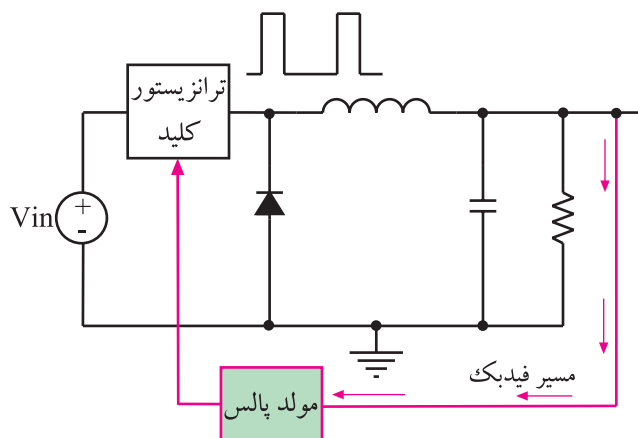 ترانزیستور
کلید
Vin
+
-
مسیر فیدبک
مولد پالس